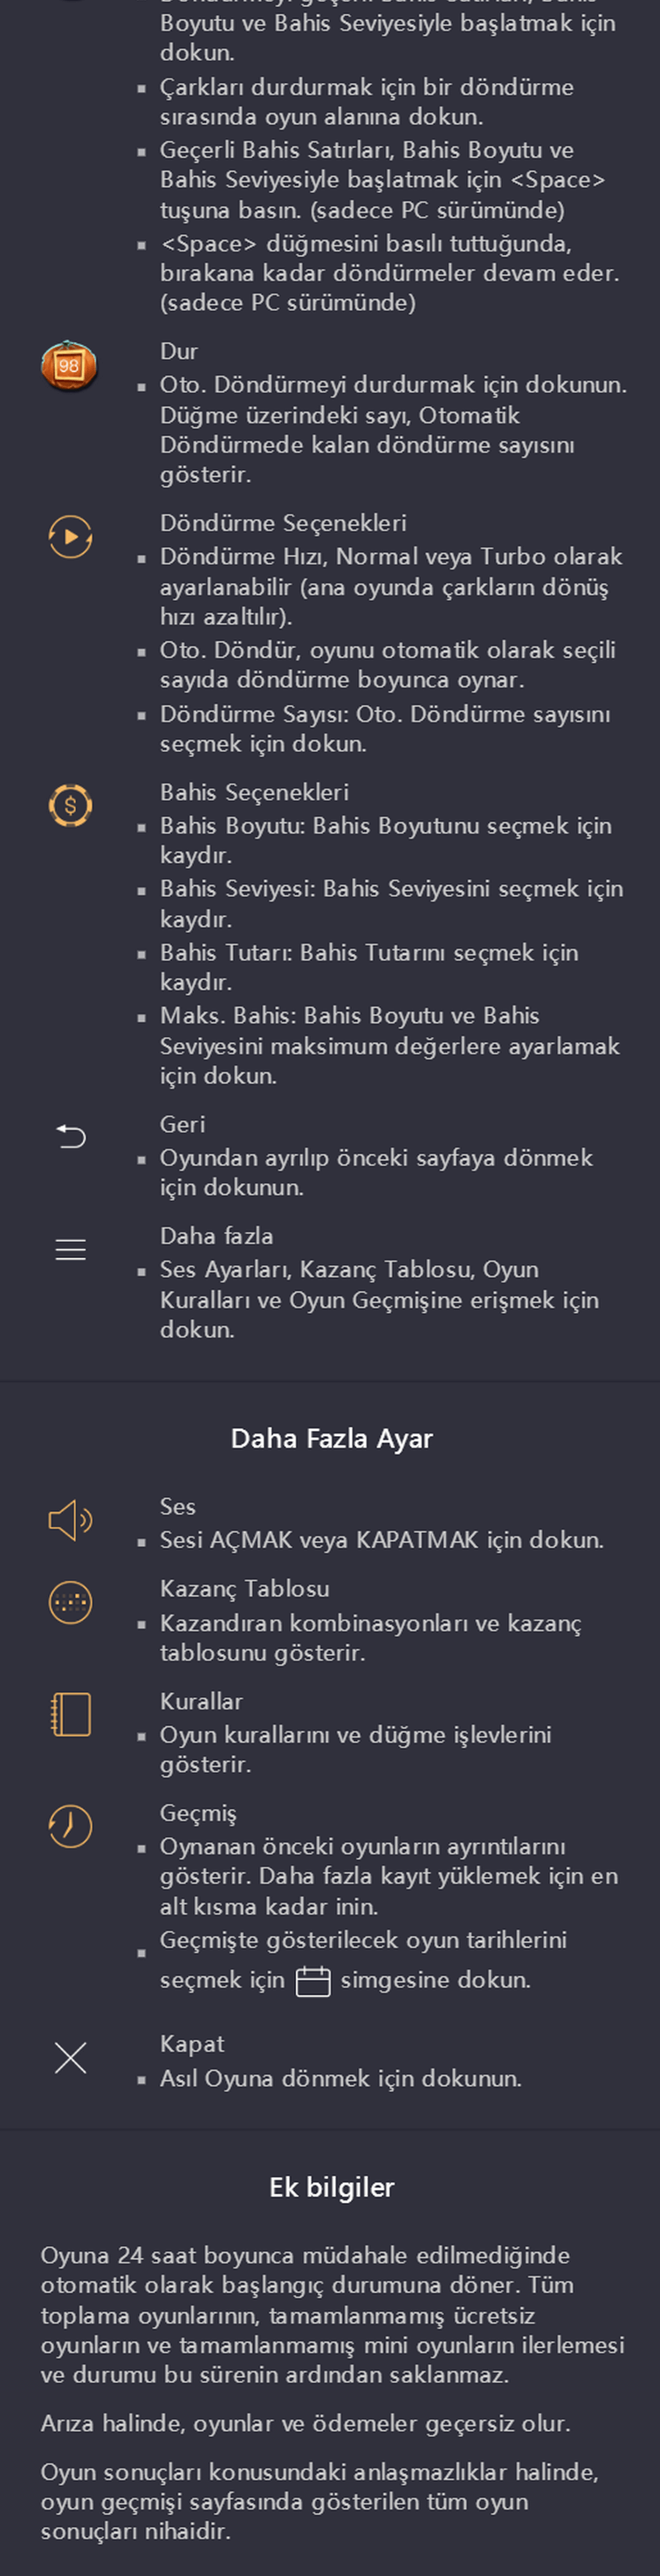 Boyutu ve Bahis Seviyesiyle başlatmak için
dokun.
Çarkları durdurmak için bir döndürme
sırasında oyun alanına dokun.
Geçerli Bahis Satırları, Bahis Boyutu ve
Bahis Seviyesiyle başlatmak için <Space>
tuşuna basın. (sadece PC sürümünde)
<Space> düğmesini basılı tuttuğunda,
bırakana kadar döndürmeler devam eder.
(sadece PC sürümünde)
Dur
98
Oto. Döndürmeyi durdurmak için dokunun.
Düğme üzerindeki sayı, Otomatik
Döndürmede kalan döndürme sayısını
gösterir.
Döndürme Seçenekleri
Döndürme Hızı, Normal veya Turbo olarak
ayarlanabilir (ana oyunda çarkların dönüş
hızı azaltılır).
Oto. Döndür, oyunu otomatik olarak seçili
sayıda döndürme boyunca oynar.
Döndürme Sayısı: Oto. Döndürme sayısını
seçmek için dokun.
Bahis Seçenekleri
Bahis Boyutu: Bahis Boyutunu seçmek için
kaydır.
Bahis Seviyesi: Bahis Seviyesini seçmek için
kaydır.
Bahis Tutarı: Bahis Tutarını seçmek için
kaydır.
Maks. Bahis: Bahis Boyutu ve Bahis
Seviyesini maksimum değerlere ayarlamak
için dokun.
Geri
Oyundan ayrılıp önceki sayfaya dönmek
için dokunun.
Daha fazla
Ses Ayarları, Kazanç Tablosu, Oyun
Kuralları ve Oyun Geçmişine erişmek için
dokun.
Daha Fazla Ayar
Ses
Sesi AÇMAK veya KAPATMAK için dokun.
Kazanç Tablosu
Kazandıran kombinasyonları ve kazanç
tablosunu gösterir.
Kurallar
Oyun kurallarını ve düğme işlevlerini
gösterir.
Geçmiş
Oynanan önceki oyunların ayrıntılarını
gösterir. Daha fazla kayıt yüklemek için en
alt kısma kadar inin.
Geçmişte gösterilecek oyun tarihlerini
seçmek için simgesine dokun.
Kapat
Asıl Oyuna dönmek için dokunun.
Ek bilgiler
Oyuna 24 saat boyunca müdahale edilmediğinde
otomatik olarak başlangıç durumuna döner. Tüm
toplama oyunlarının, tamamlanmamış ücretsiz
oyunların ve tamamlanmamış mini oyunların ilerlemesi
ve durumu bu sürenin ardından saklanmaz.
Arıza halinde, oyunlar ve ödemeler geçersiz olur.
Oyun sonuçları konusundaki anlaşmazlıklar halinde,
oyun geçmişi sayfasında gösterilen tüm oyun
sonuçları nihaidir.